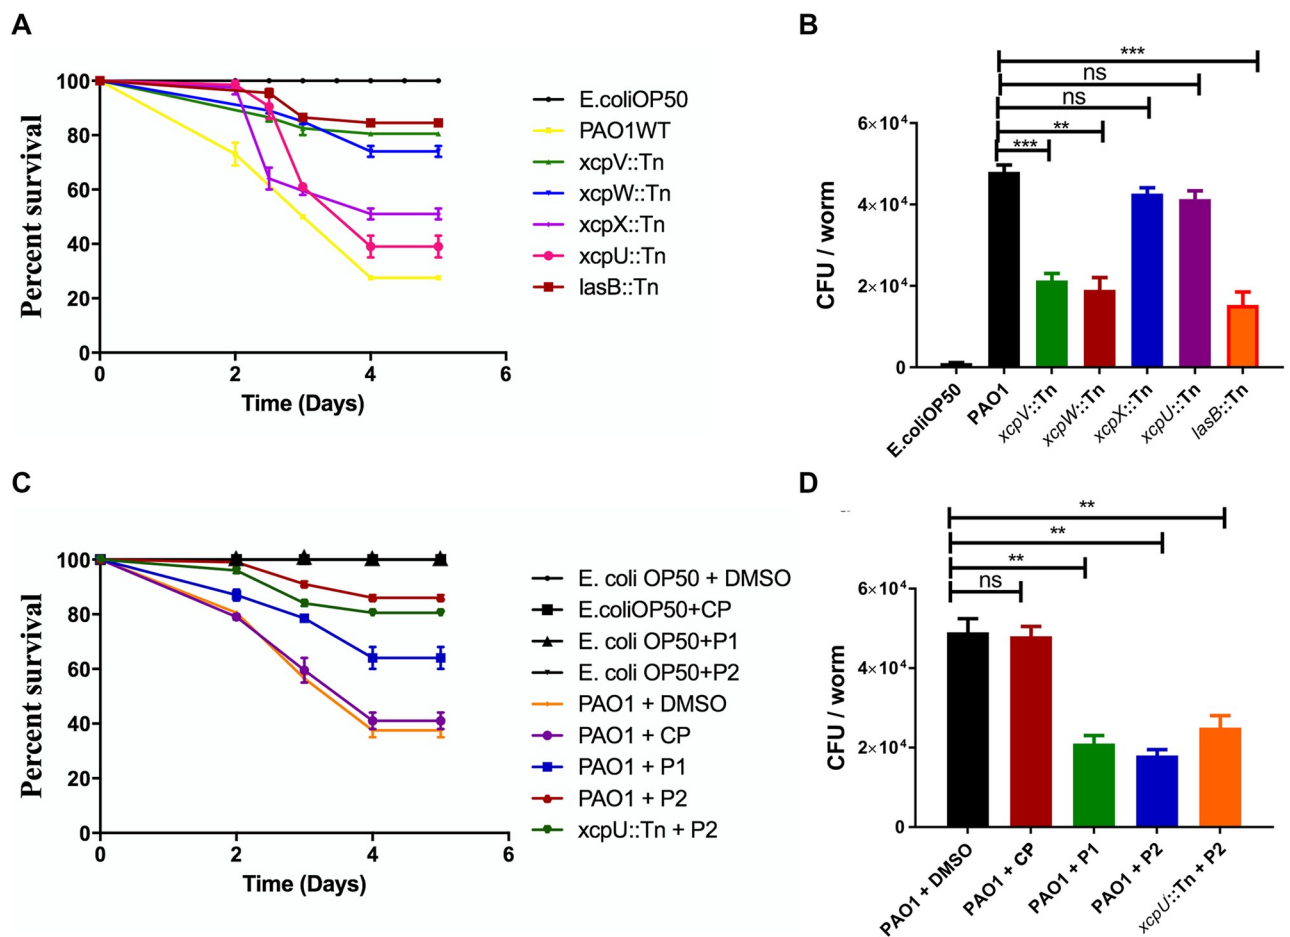 A
Percent survival
100
80
60
40
20
0
0 2 4 6
Time (Days)
E.coliOP50
PAO1WT
xcpV::Tn
xcpW::Tn
xcpX::Tn
xcpU::Tn
lasB::Tn
B
***
ns
ns
**
***
CFU / worm
6×10⁴
4×10⁴
2×10⁴
0
E.coliOP50
PAO1
xcpV::Tn
xcpW::Tn
xcpX::Tn
xcpU::Tn
lasB::Tn
C
Percent survival
100
80
60
40
20
0
0 2 4 6
Time (Days)
E. coli OP50 + DMSO
E.coliOP50+CP
E. coli OP50+P1
E. coli OP50+P2
PAO1 + DMSO
PAO1 + CP
PAO1 + P1
PAO1 + P2
xcpU::Tn + P2
D
**
**
**
ns
CFU / worm
6×10⁴
4×10⁴
2×10⁴
0
PAO1 + DMSO
PAO1 + CP
PAO1 + P1
PAO1 + P2
xcpU::Tn + P2